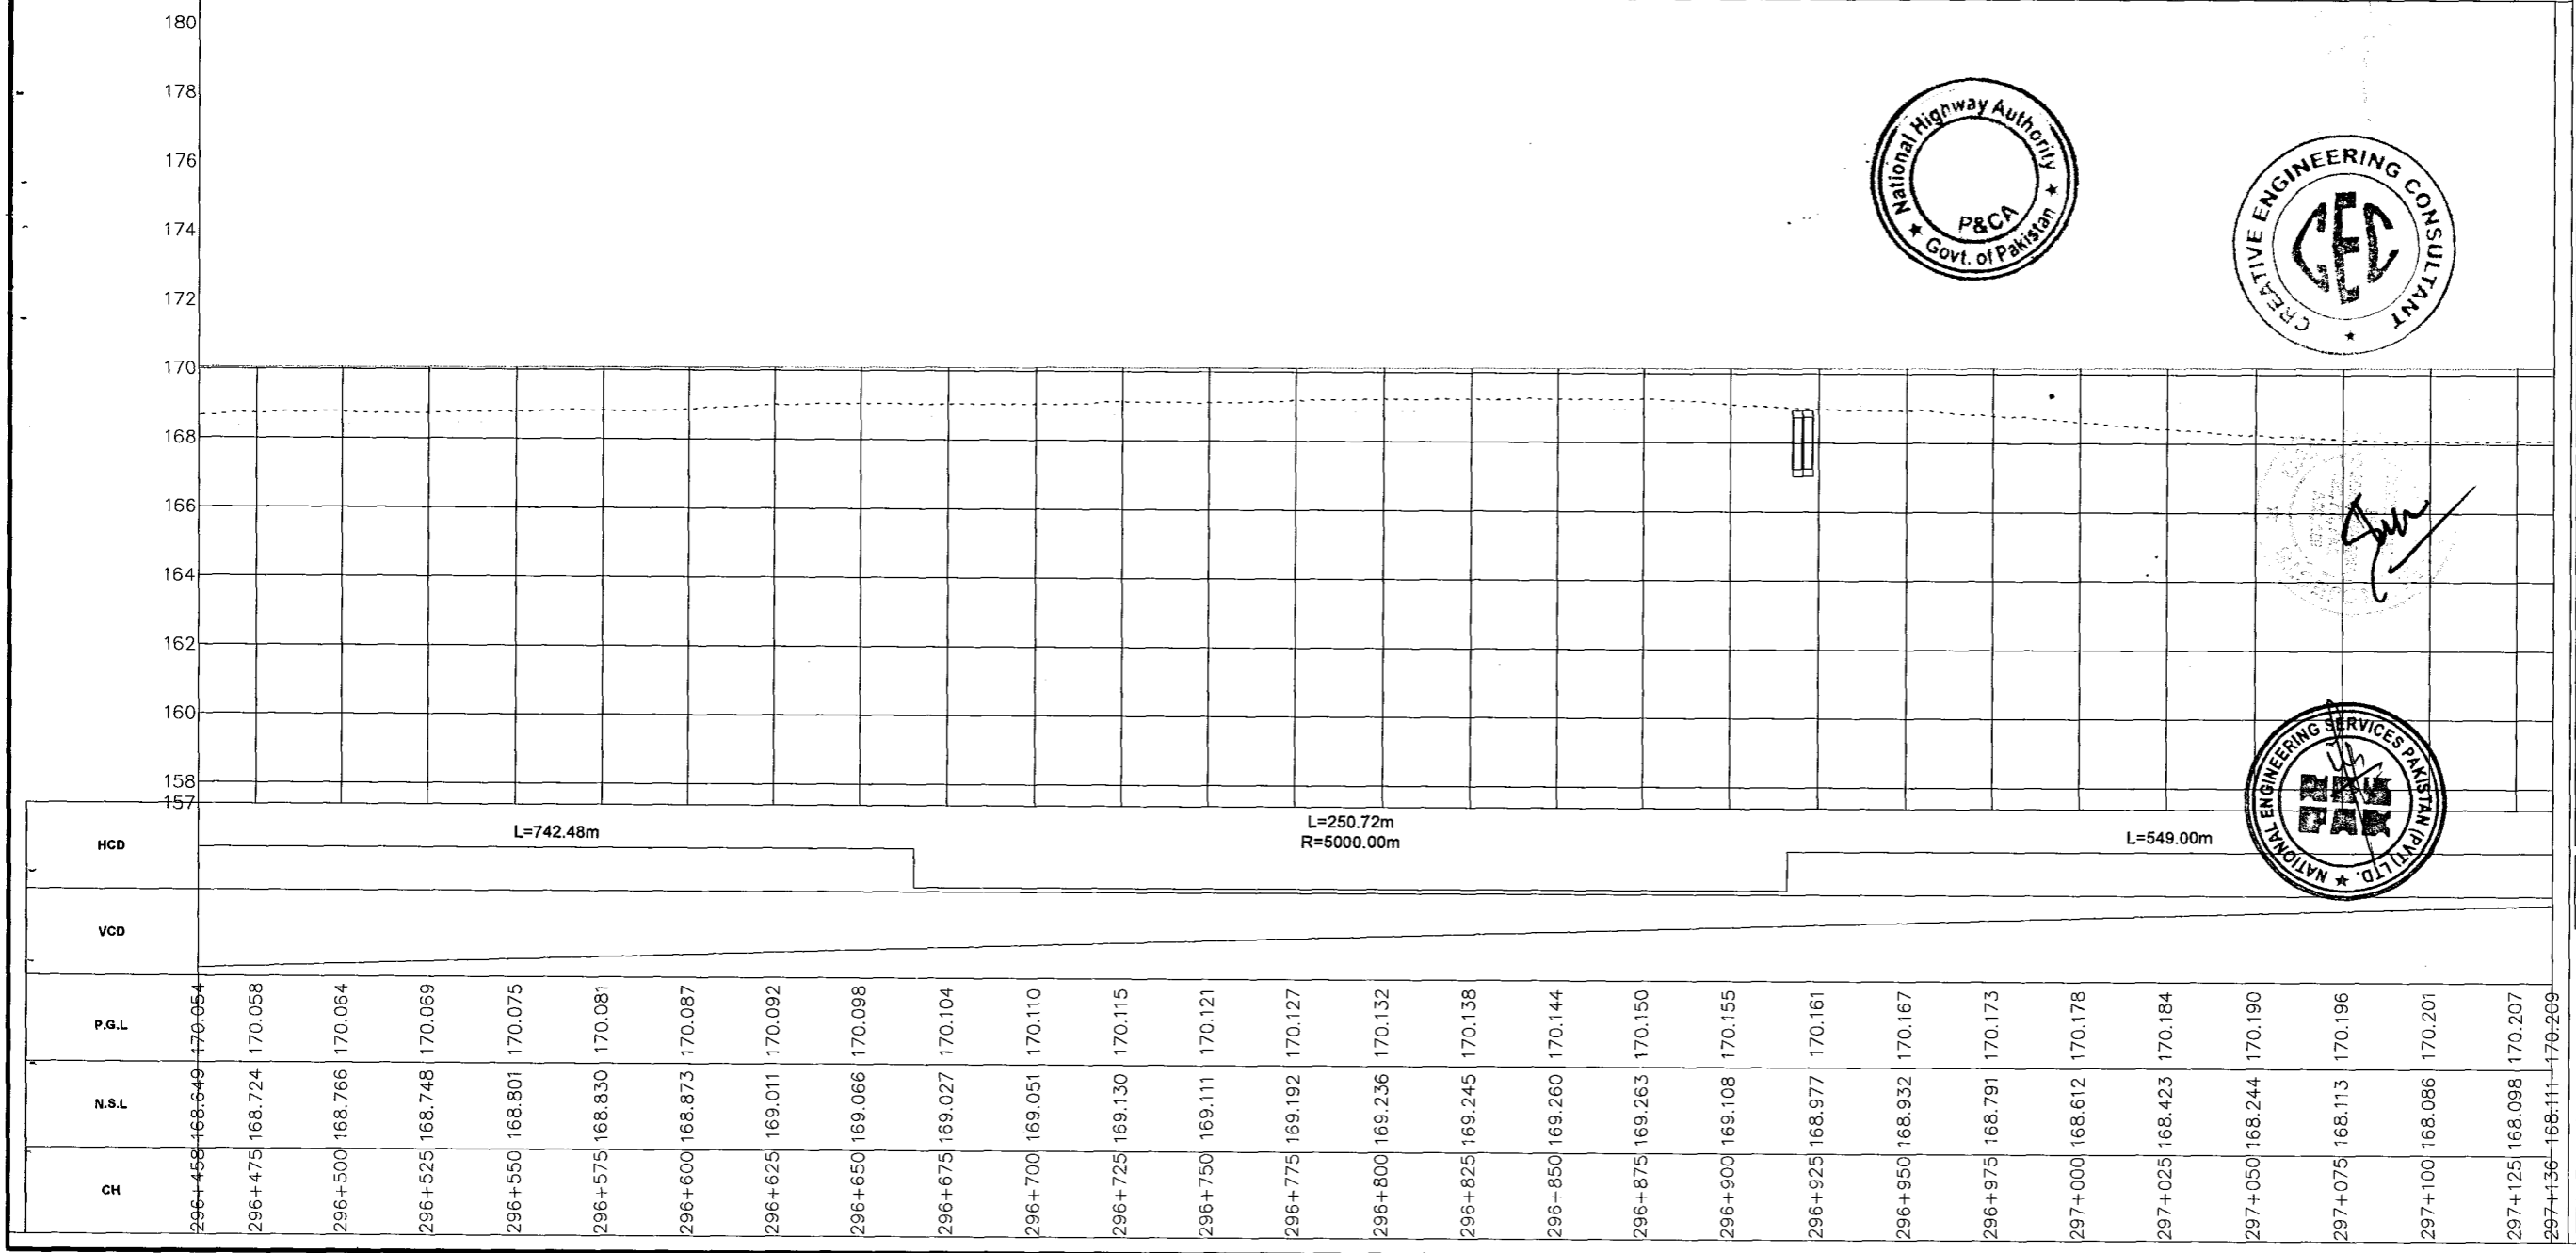 180
178
176
174
172
170
168
166
164
162
160
158
157
National Highway Authority
P&CA
★ Govt. of Pakistan ★
CREATIVE ENGINEERING CONSULTANT
CEC
★
NATIONAL ENGINEERING SERVICES PAKISTAN (PVT) LTD. ★
HCD L=742.48m L=250.72m R=5000.00m L=549.00m
VCD
P.G.L 170.054 170.058 170.064 170.069 170.075 170.081 170.087 170.092 170.098 170.104 170.110 170.115 170.121 170.127 170.132 170.138 170.144 170.150 170.155 170.161 170.167 170.173 170.178 170.184 170.190 170.196 170.201 170.207 170.209
N.S.L 168.649 168.724 168.766 168.748 168.801 168.830 168.873 169.011 169.066 169.027 169.051 169.130 169.111 169.192 169.236 169.245 169.260 169.263 169.108 168.977 168.932 168.791 168.612 168.423 168.244 168.113 168.086 168.098 168.111
CH 296+458 296+475 296+500 296+525 296+550 296+575 296+600 296+625 296+650 296+675 296+700 296+725 296+750 296+775 296+800 296+825 296+850 296+875 296+900 296+925 296+950 296+975 297+000 297+025 297+050 297+075 297+100 297+125 297+136